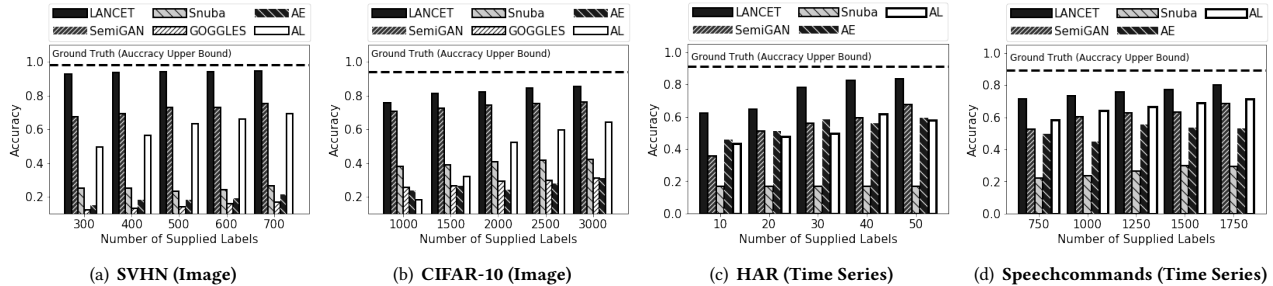 LANCET Snuba AE
SemiGAN GOGGLES AL
Ground Truth (Auccracy Upper Bound)
1.0
0.8
0.6
0.4
0.2
Accuracy
300 400 500 600 700
Number of Supplied Labels
(a) SVHN (Image)
LANCET Snuba AE
SemiGAN GOGGLES AL
Ground Truth (Auccracy Upper Bound)
1.0
0.8
0.6
0.4
0.2
Accuracy
1000 1500 2000 2500 3000
Number of Supplied Labels
(b) CIFAR-10 (Image)
LANCET Snuba AL
SemiGAN AE
Ground Truth (Auccracy Upper Bound)
1.0
0.8
0.6
0.4
0.2
0.0
Accuracy
10 20 30 40 50
Number of Supplied Labels
(c) HAR (Time Series)
LANCET Snuba AL
SemiGAN AE
Ground Truth (Auccracy Upper Bound)
1.0
0.8
0.6
0.4
0.2
0.0
Accuracy
750 1000 1250 1500 1750
Number of Supplied Labels
(d) Speechcommands (Time Series)